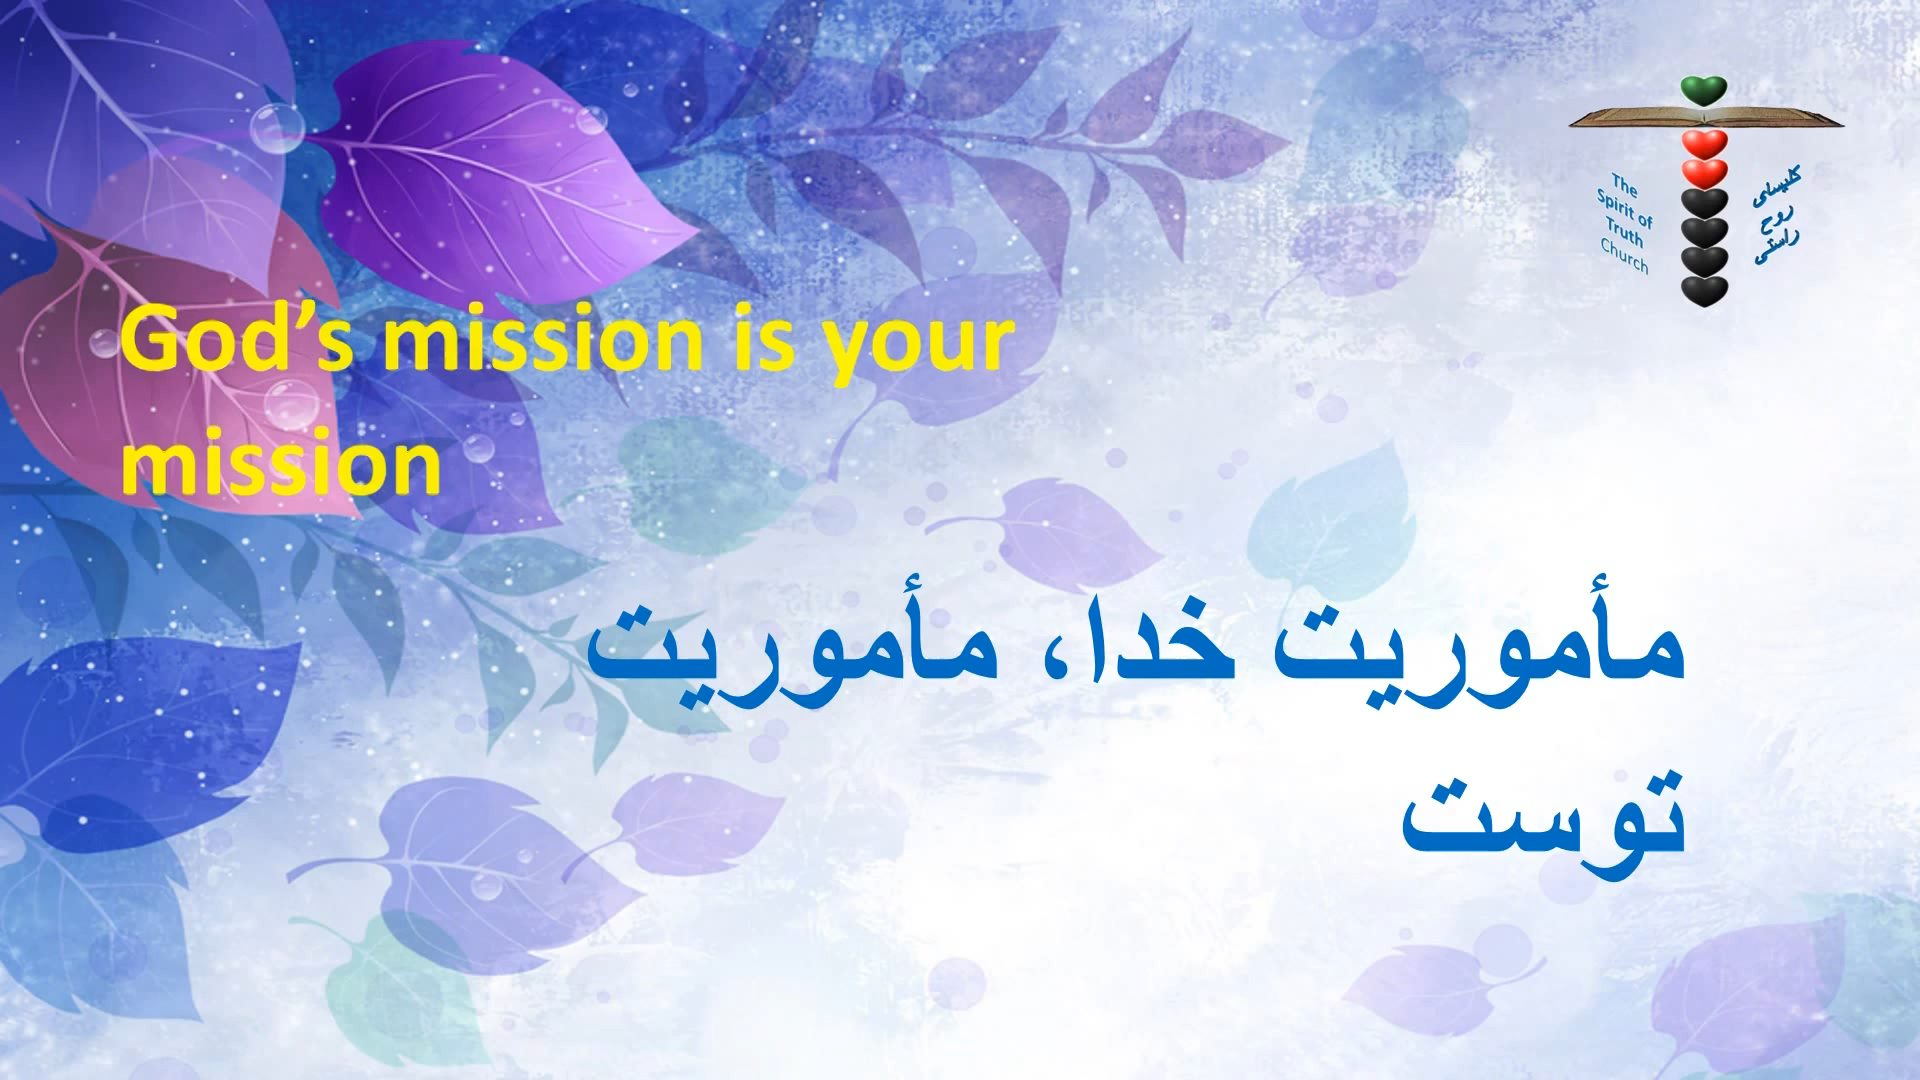 The
Spirit of
Truth
Church
کلیسای
روح
راستی
God’s mission is your
mission
مأموریت خدا، مأموریت
توست